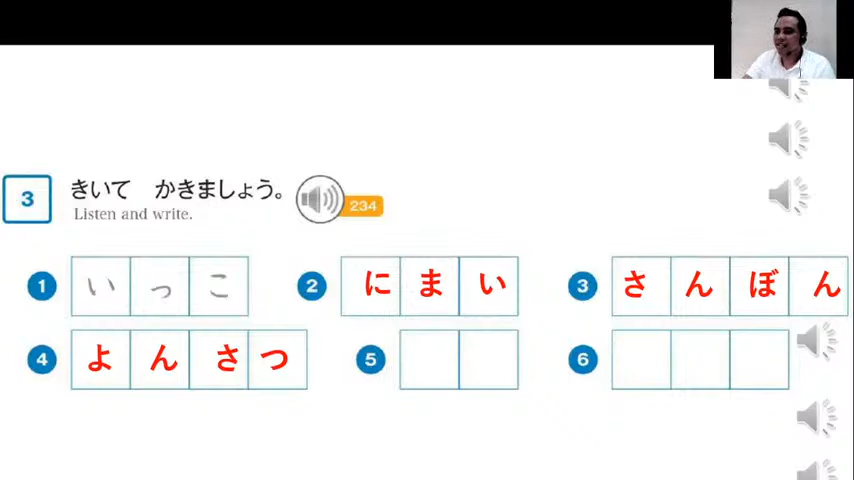 3 きいて かきましょう。 234
Listen and write.
1 いっこ 2 にまい 3 さんぼん
4 よんさつ 5 6